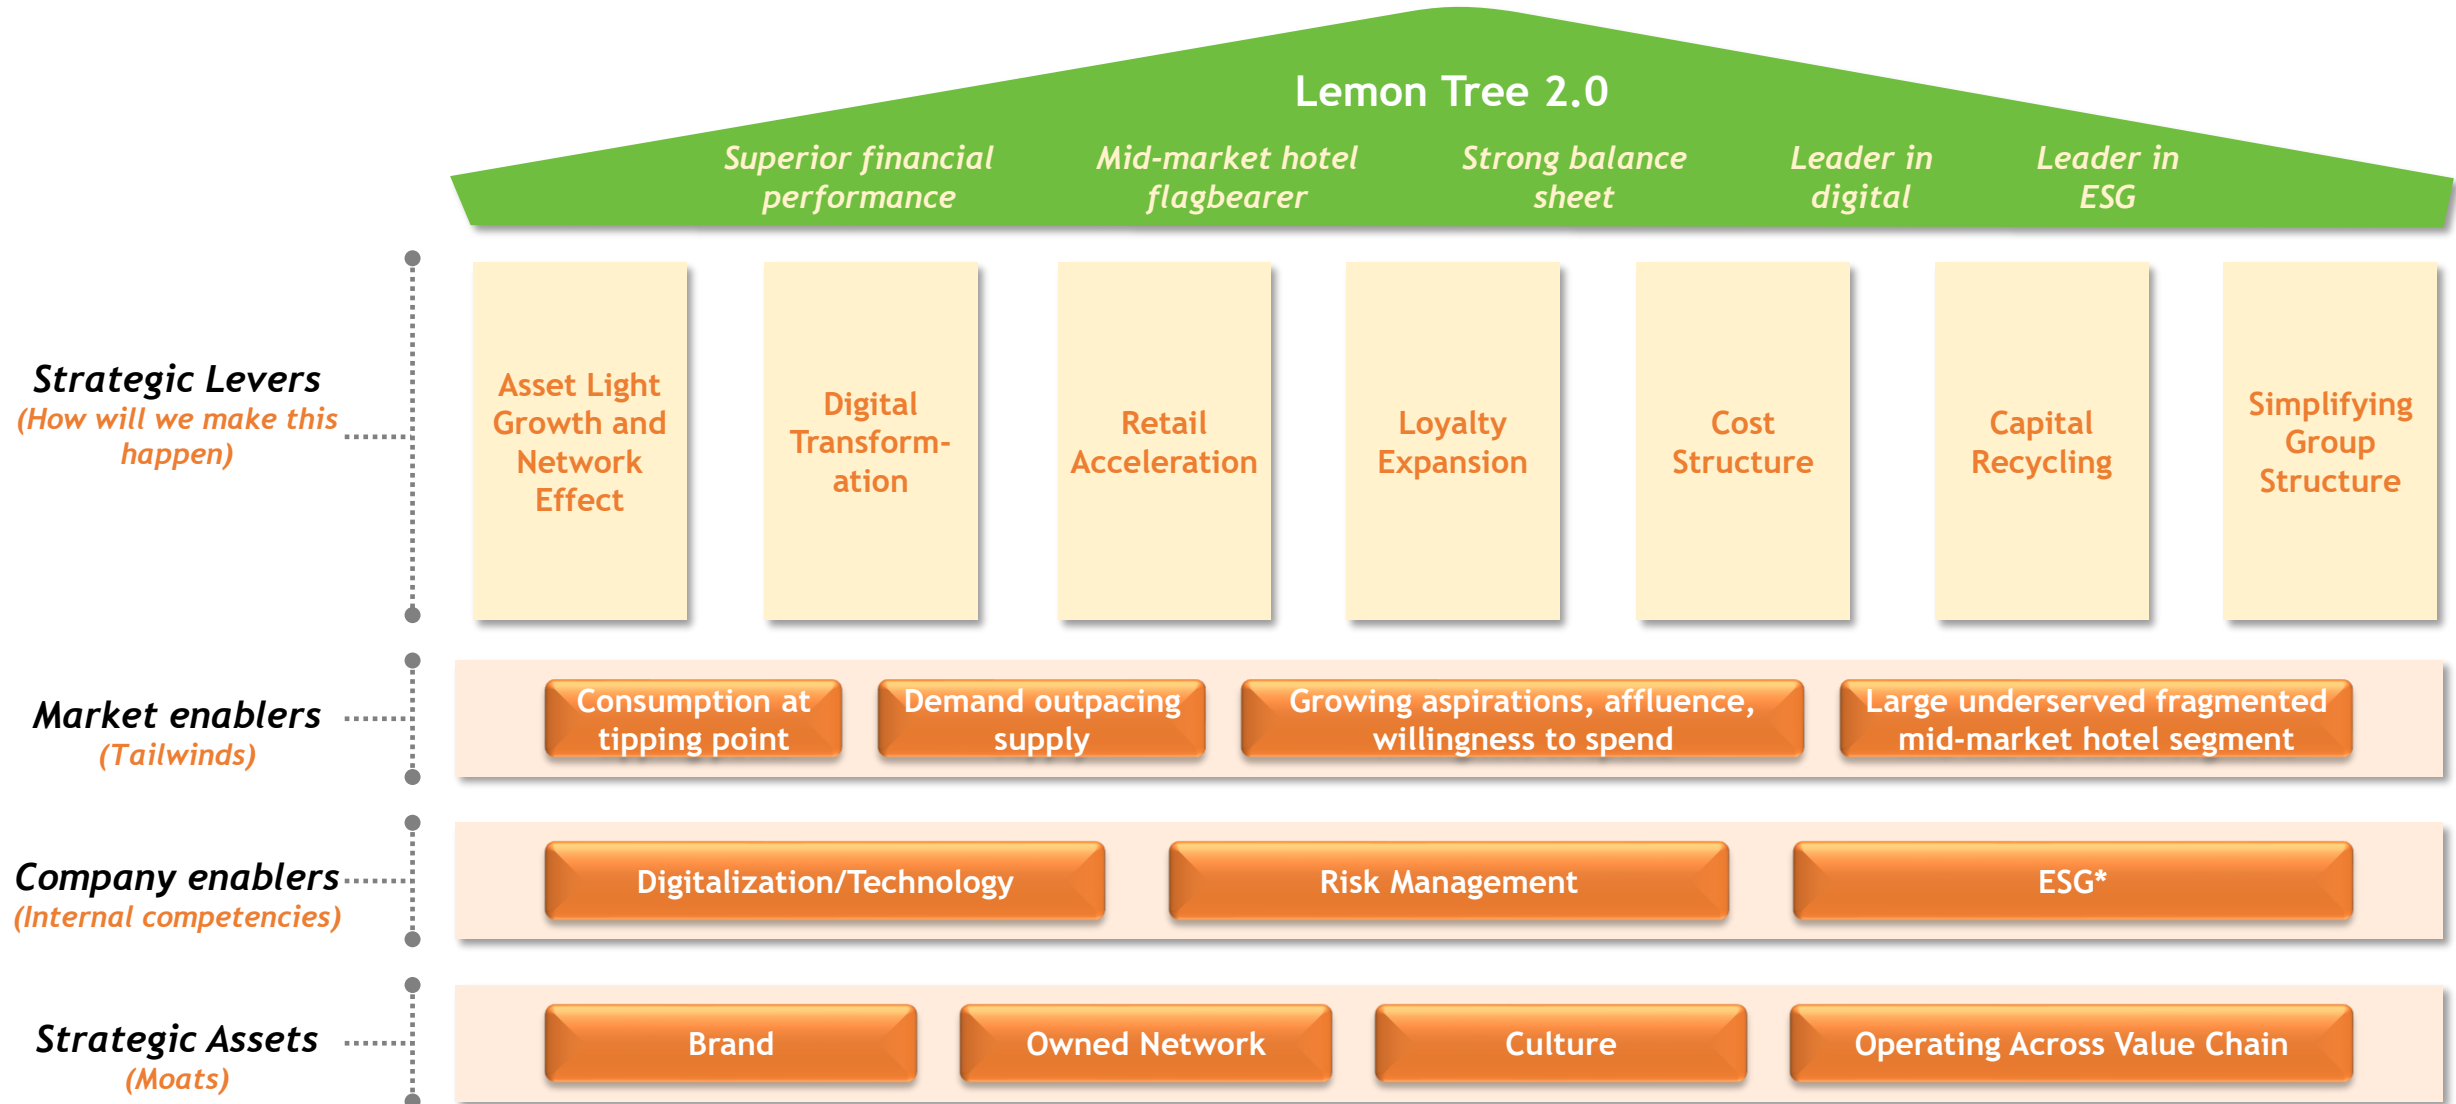 Lemon Tree 2.0
Superior financial
performance
Mid-market hotel
flagbearer
Strong balance
sheet
Leader in
digital
Leader in
ESG
Strategic Levers
(How will we make this
happen)
Asset Light
Growth and
Network
Effect
Digital
Transform-
ation
Retail
Acceleration
Loyalty
Expansion
Cost
Structure
Capital
Recycling
Simplifying
Group
Structure
Market enablers
(Tailwinds)
Consumption at
tipping point
Demand outpacing
supply
Growing aspirations, affluence,
willingness to spend
Large underserved fragmented
mid-market hotel segment
Company enablers
(Internal competencies)
Digitalization/Technology
Risk Management
ESG*
Strategic Assets
(Moats)
Brand
Owned Network
Culture
Operating Across Value Chain